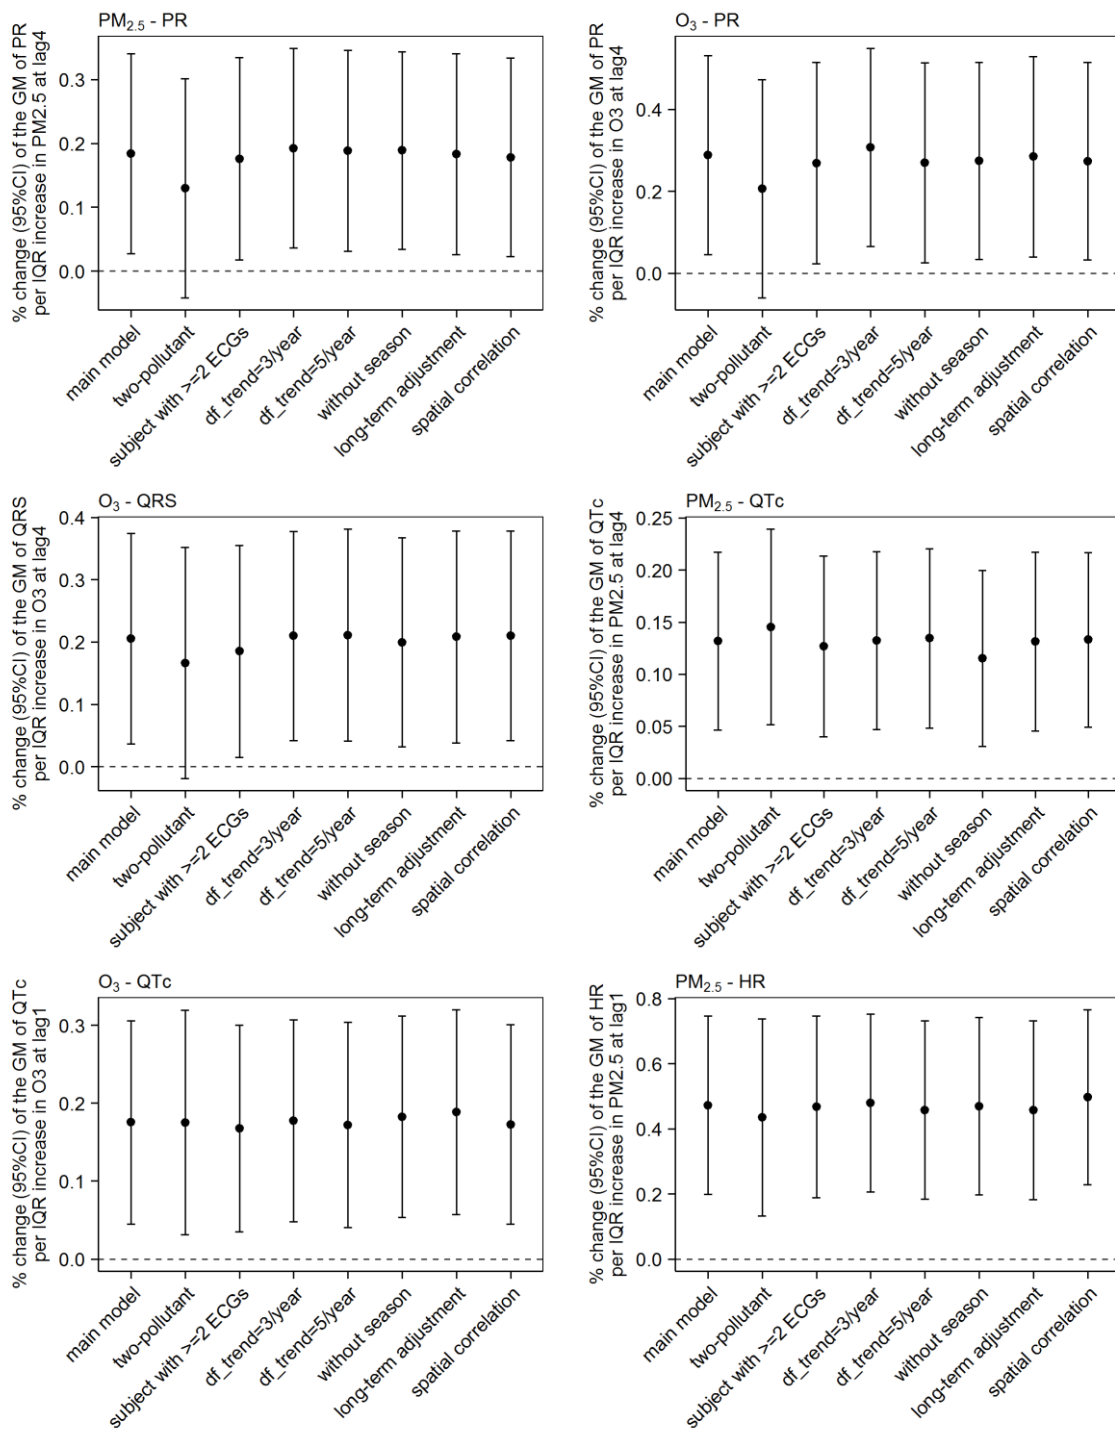 PM2.5 - PR
% change (95%CI) of the GM of PR
per IQR increase in PM2.5 at lag4
0.3
0.2
0.1
0.0
main model
two-pollutant
subject with >=2 ECGs
df_trend=3/year
df_trend=5/year
without season
long-term adjustment
spatial correlation
O3 - PR
% change (95%CI) of the GM of PR
per IQR increase in O3 at lag4
0.4
0.2
0.0
main model
two-pollutant
subject with >=2 ECGs
df_trend=3/year
df_trend=5/year
without season
long-term adjustment
spatial correlation
O3 - QRS
% change (95%CI) of the GM of QRS
per IQR increase in O3 at lag4
0.4
0.3
0.2
0.1
0.0
main model
two-pollutant
subject with >=2 ECGs
df_trend=3/year
df_trend=5/year
without season
long-term adjustment
spatial correlation
PM2.5 - QTc
% change (95%CI) of the GM of QTc
per IQR increase in PM2.5 at lag4
0.25
0.20
0.15
0.10
0.05
0.00
main model
two-pollutant
subject with >=2 ECGs
df_trend=3/year
df_trend=5/year
without season
long-term adjustment
spatial correlation
O3 - QTc
% change (95%CI) of the GM of QTc
per IQR increase in O3 at lag1
0.3
0.2
0.1
0.0
main model
two-pollutant
subject with >=2 ECGs
df_trend=3/year
df_trend=5/year
without season
long-term adjustment
spatial correlation
PM2.5 - HR
% change (95%CI) of the GM of HR
per IQR increase in PM2.5 at lag1
0.8
0.6
0.4
0.2
0.0
main model
two-pollutant
subject with >=2 ECGs
df_trend=3/year
df_trend=5/year
without season
long-term adjustment
spatial correlation